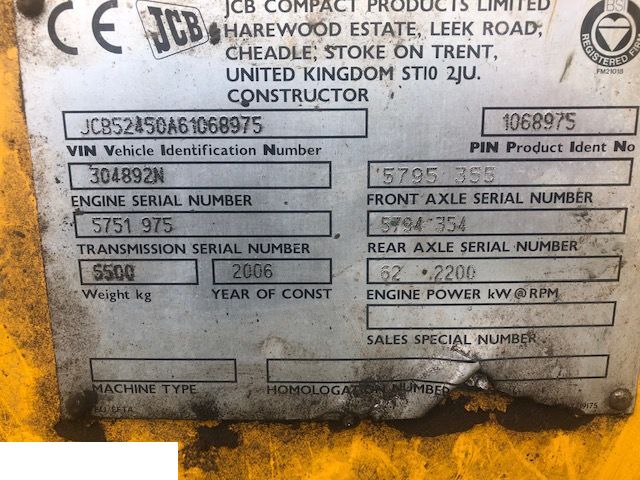 CE JCB
JCB COMPACT PRODUCTS LIMITED
HAREWOOD ESTATE, LEEK ROAD,
CHEADLE, STOKE ON TRENT,
UNITED KINGDOM ST10 2JU.
CONSTRUCTOR
BSI
REGISTERED
FM21018
JCB52450A61068975 1068975
VIN Vehicle Identification Number PIN Product Ident No
304892N 5795 355
ENGINE SERIAL NUMBER FRONT AXLE SERIAL NUMBER
5751 975 5794 354
TRANSMISSION SERIAL NUMBER REAR AXLE SERIAL NUMBER
6500 2006 62 2200
Weight kg YEAR OF CONST ENGINE POWER kW@RPM
SALES SPECIAL NUMBER
MACHINE TYPE HOMOLOGATION NUMBER